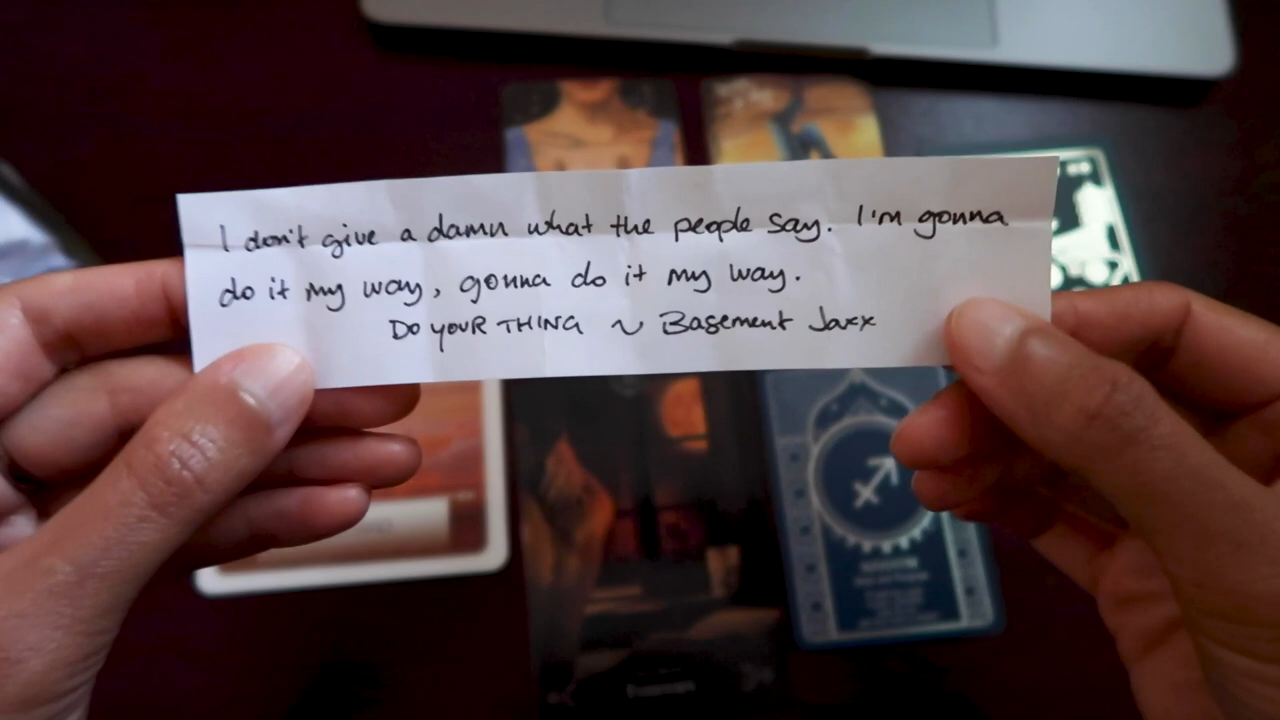 I don't give a damn what the people say. I'm gonna
do it my way, gonna do it my way.
DO YOUR THING ~ Basement Jaxx